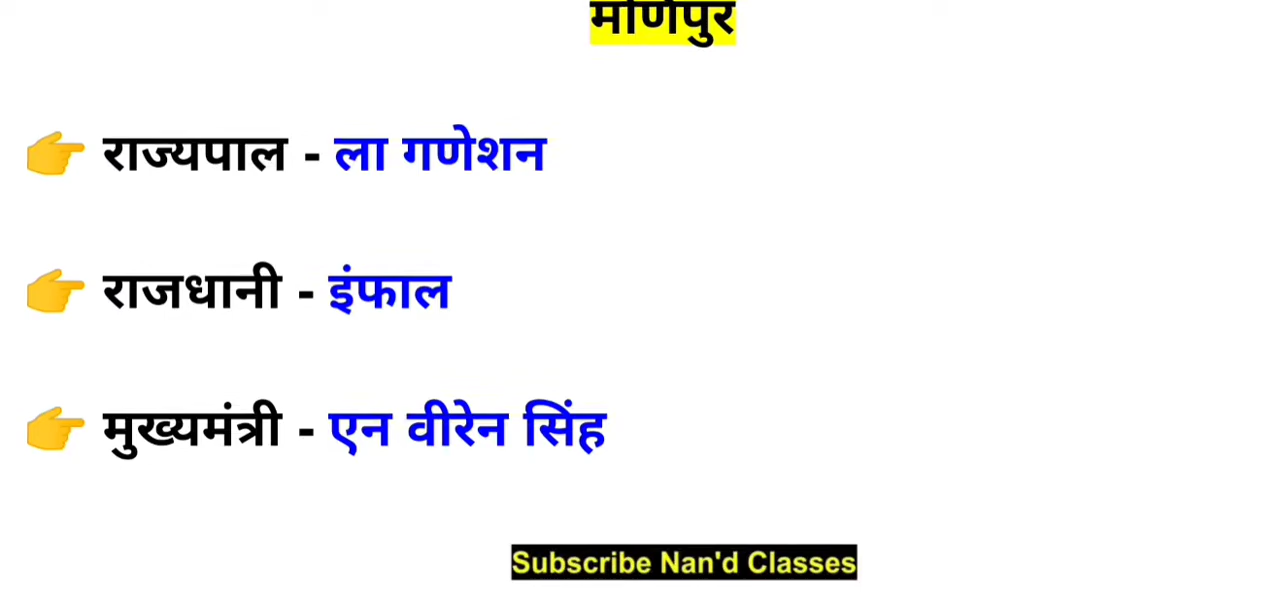 मणिपुर
👉 राज्यपाल - ला गणेशन
👉 राजधानी - इंफाल
👉 मुख्यमंत्री - एन वीरेन सिंह
Subscribe Nan'd Classes